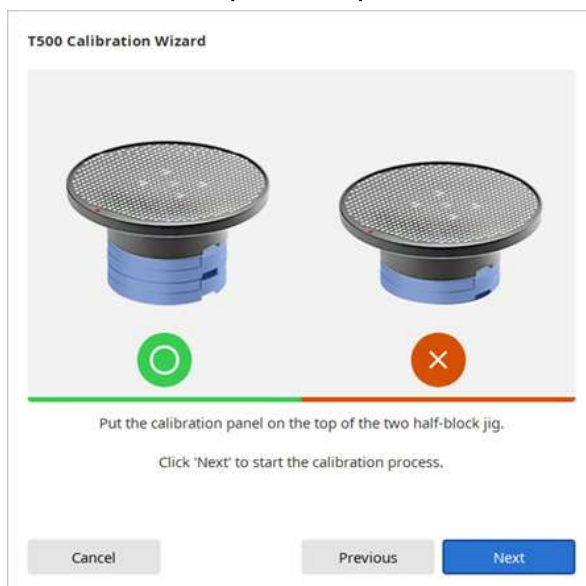 T500 Calibration Wizard
Put the calibration panel on the top of the two half-block jig.
Click 'Next' to start the calibration process.
Cancel
Previous
Next